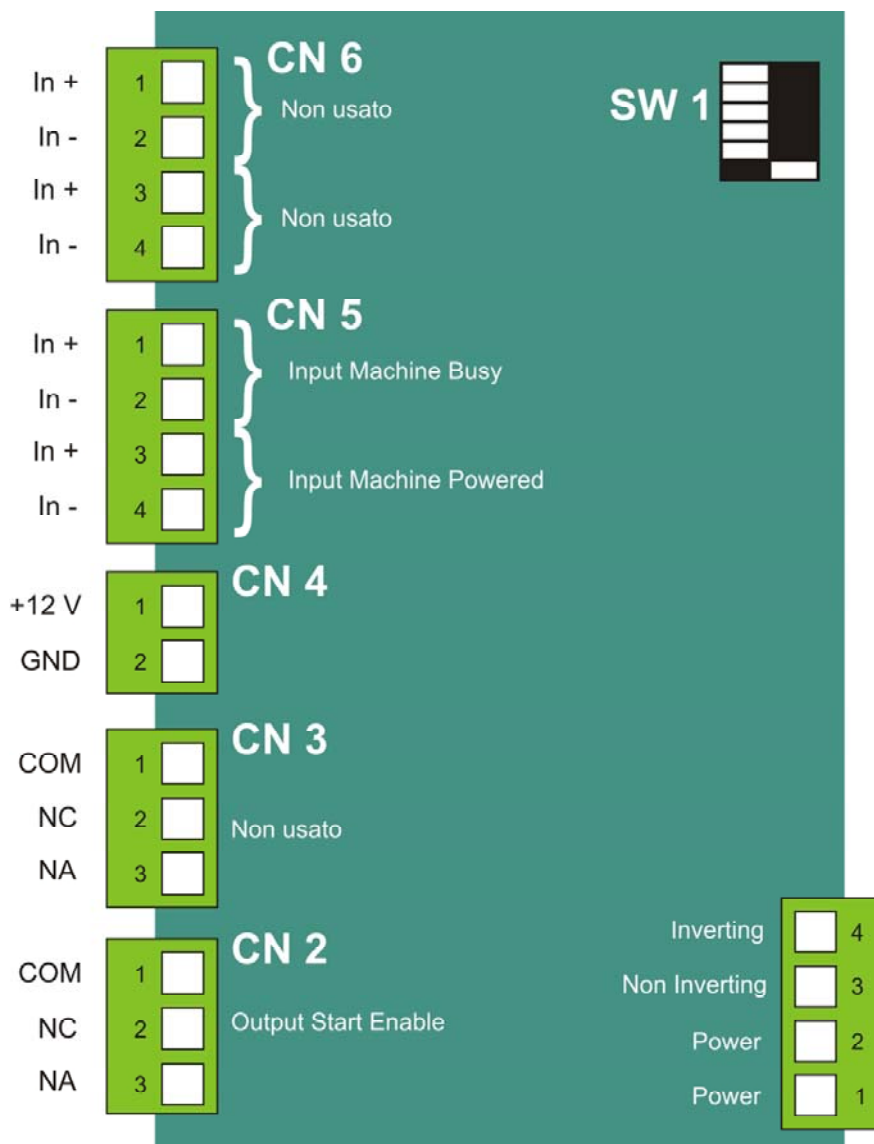 CN 6
In + 1
Non usato
In - 2
In + 3
Non usato
In - 4
SW 1
CN 5
In + 1
Input Machine Busy
In - 2
In + 3
Input Machine Powered
In - 4
CN 4
+12 V 1
GND 2
CN 3
COM 1
NC 2
Non usato
NA 3
CN 2
COM 1
NC 2
Output Start Enable
NA 3
Inverting 4
Non Inverting 3
Power 2
Power 1